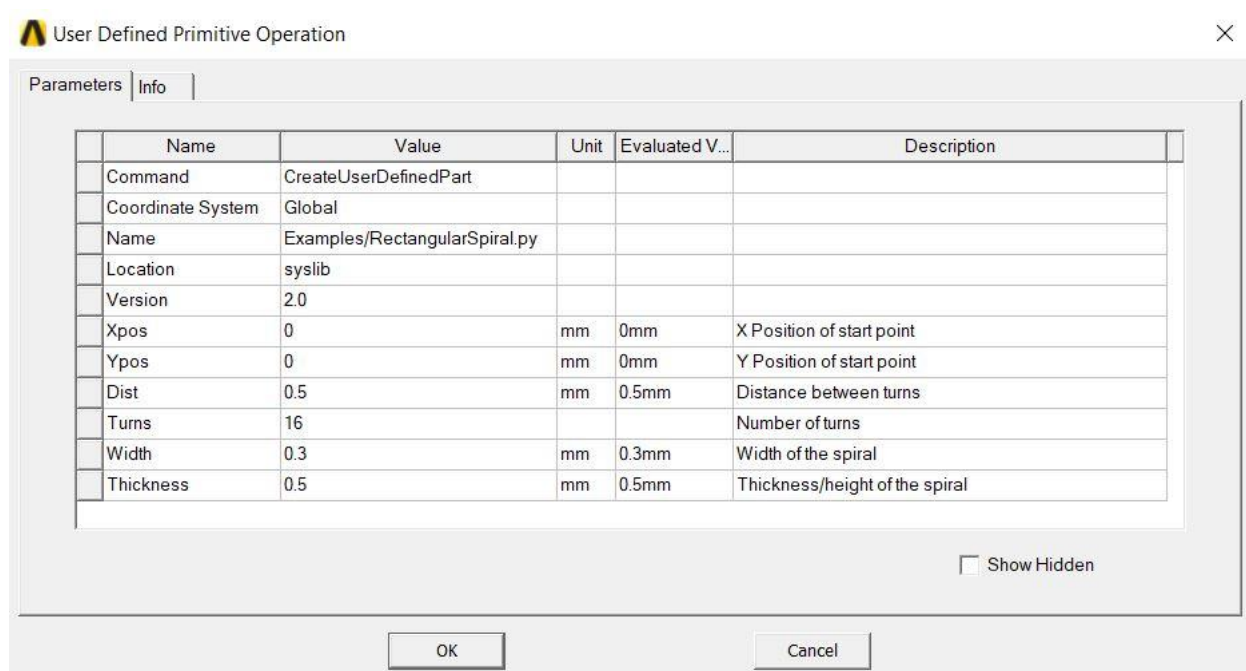 User Defined Primitive Operation
Parameters Info
Name Value Unit Evaluated V... Description
Command CreateUserDefinedPart
Coordinate System Global
Name Examples/RectangularSpiral.py
Location syslib
Version 2.0
Xpos 0 mm 0mm X Position of start point
Ypos 0 mm 0mm Y Position of start point
Dist 0.5 mm 0.5mm Distance between turns
Turns 16 Number of turns
Width 0.3 mm 0.3mm Width of the spiral
Thickness 0.5 mm 0.5mm Thickness/height of the spiral
Show Hidden
OK Cancel